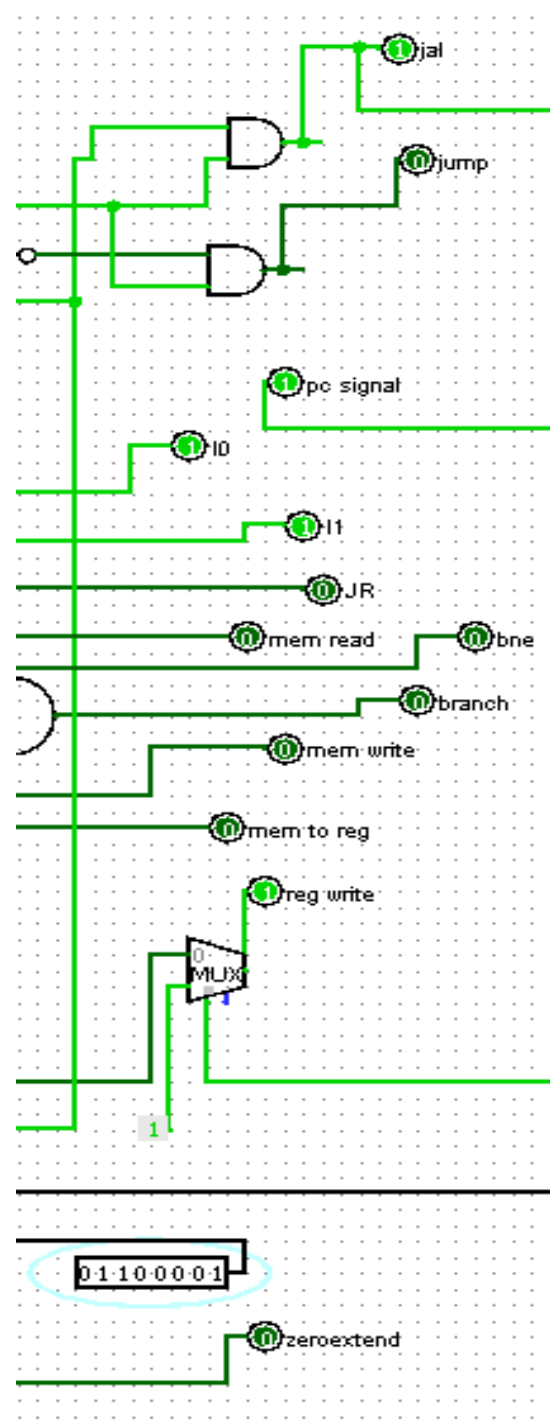 1 jal
0 jump
1 pc signal
1 I0
1 I1
0 JR
0 mem read
0 bne
0 branch
0 mem write
0 mem to reg
1 reg write
0
MUX
1
0 1 1 0 0 0 0 1
0 zeroextend